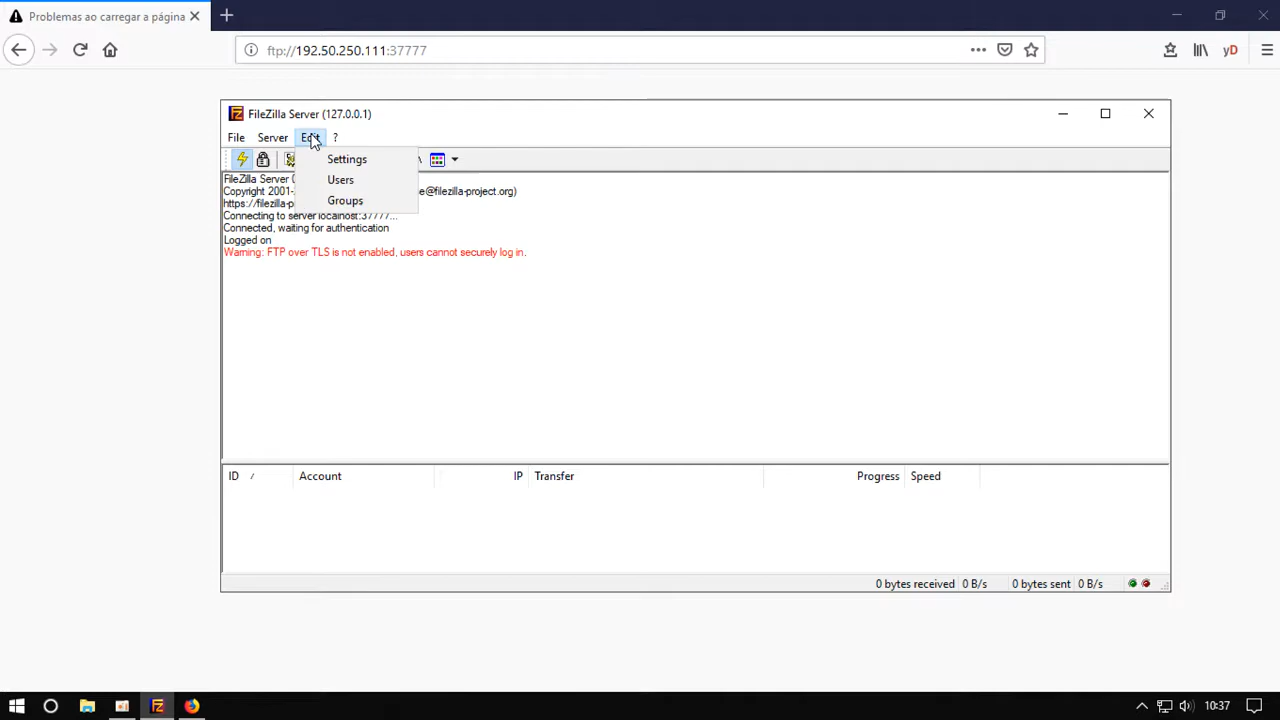 Problemas ao carregar a página
ftp://192.50.250.111:37777
yD
FileZilla Server (127.0.0.1)
File Server Edit ?
Settings
Users
Groups
FileZilla Server (
Copyright 2001- e@filezilla-project.org)
https://filezilla-p
Connecting to server localhost:37777...
Connected, waiting for authentication
Logged on
Warning: FTP over TLS is not enabled, users cannot securely log in.
ID / Account IP Transfer Progress Speed
0 bytes received 0 B/s 0 bytes sent 0 B/s
10:37